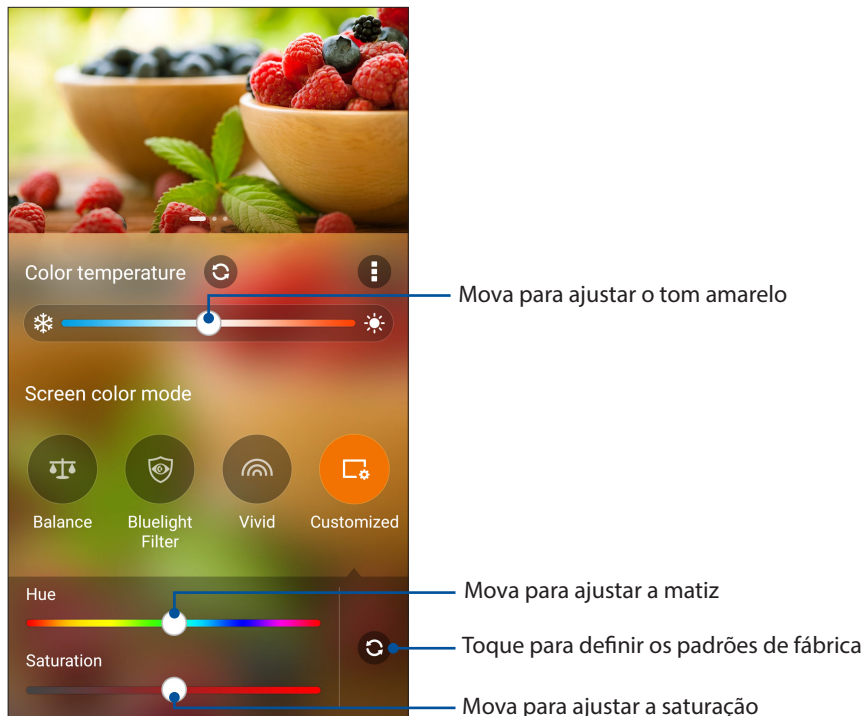 Color temperature
Mova para ajustar o tom amarelo
Screen color mode
Balance
Bluelight
Filter
Vivid
Customized
Hue
Mova para ajustar a matiz
Toque para definir os padrões de fábrica
Saturation
Mova para ajustar a saturação